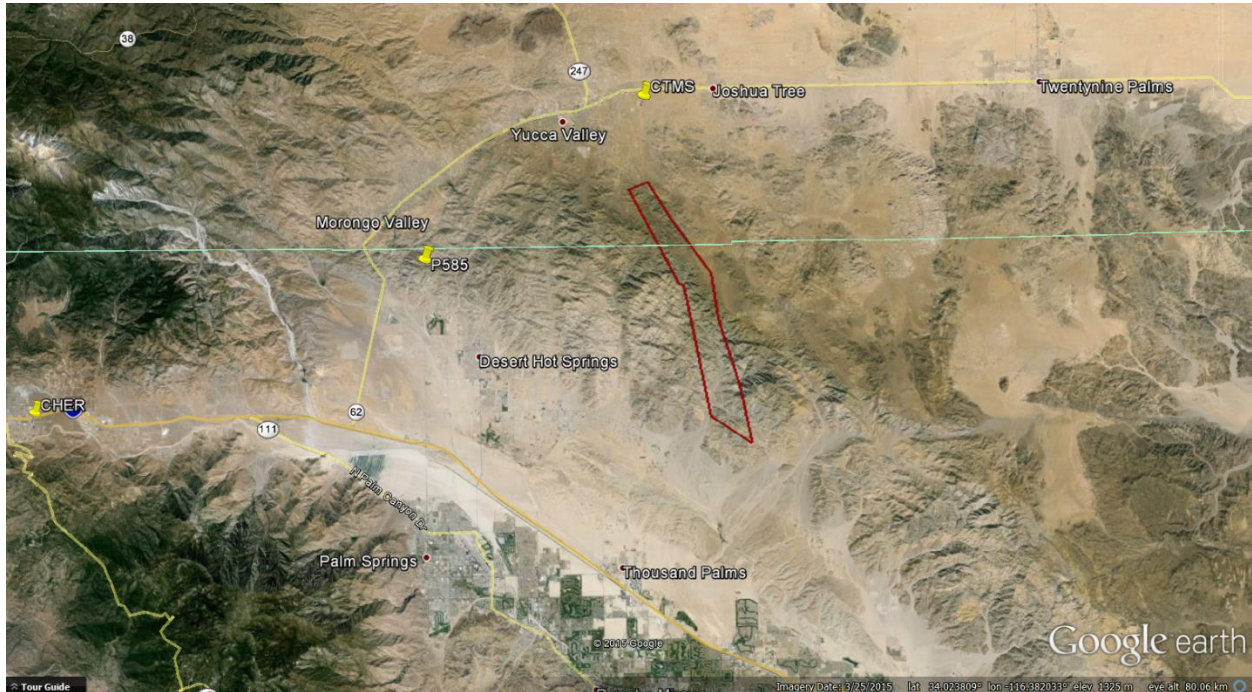 38
247
CTMS
Joshua Tree
Twentynine Palms
Yucca Valley
Morongo Valley
P585
Desert Hot Springs
CHER
62
111
N Palm Canyon Dr
Palm Springs
Thousand Palms
© 2015 Google
Google earth
Tour Guide
Imagery Date: 3/25/2015 lat 34.023809° lon -116.382033° elev 1325 m eye alt 80.06 km